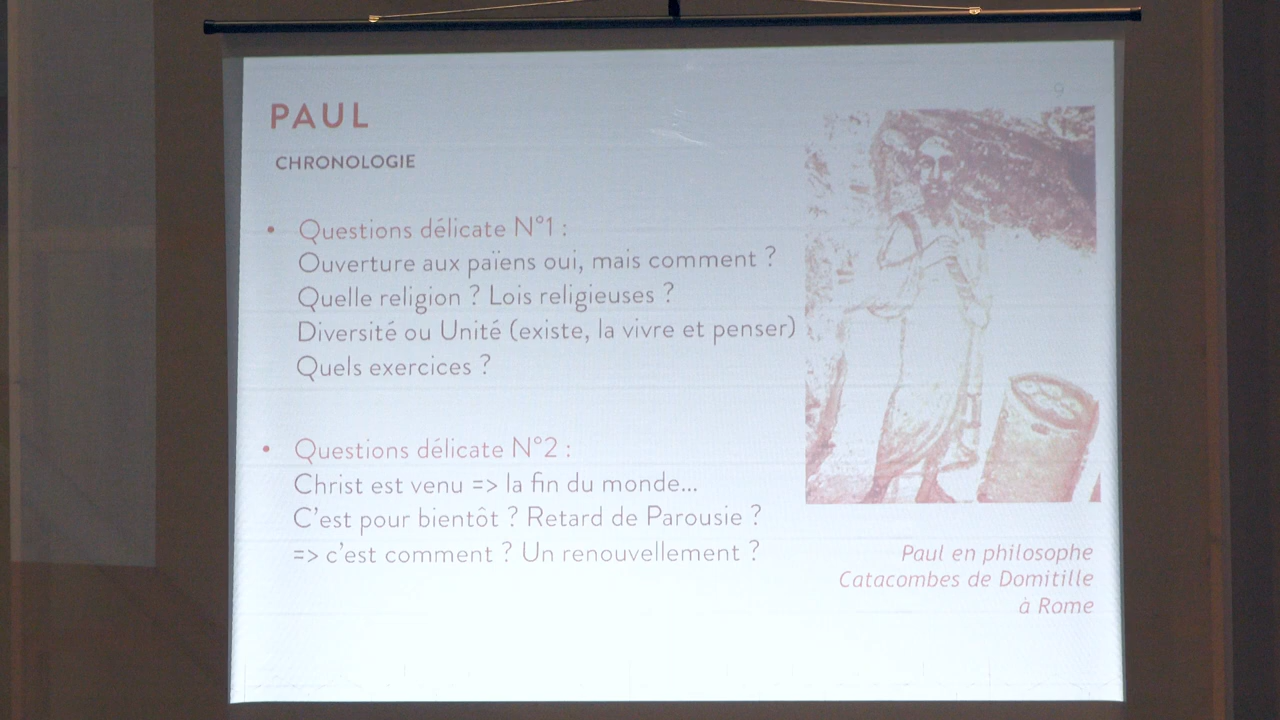 9
PAUL
CHRONOLOGIE
• Questions délicate N°1 :
Ouverture aux païens oui, mais comment ?
Quelle religion ? Lois religieuses ?
Diversité ou Unité (existe, la vivre et penser)
Quels exercices ?
• Questions délicate N°2 :
Christ est venu => la fin du monde...
C'est pour bientôt ? Retard de Parousie ?
=> c'est comment ? Un renouvellement ?
Paul en philosophe
Catacombes de Domitille
à Rome